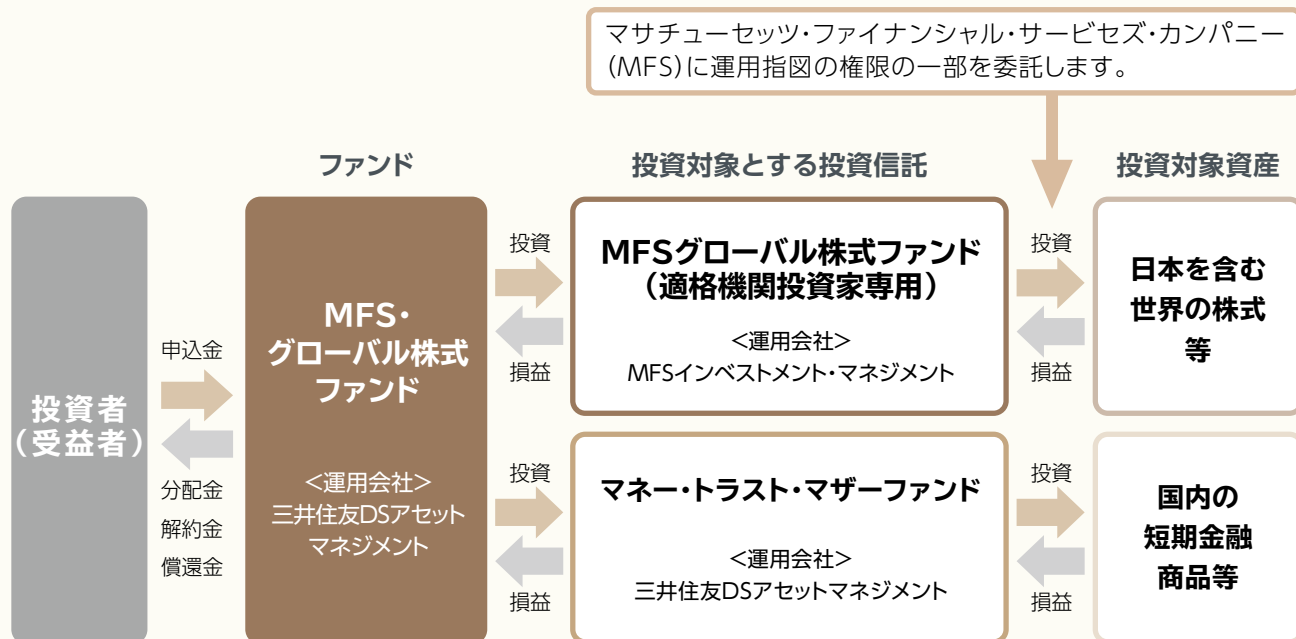 マサチューセッツ・ファイナンシャル・サービセズ・カンパニー
(MFS)に運用指図の権限の一部を委託します。
ファンド
投資対象とする投資信託
投資対象資産
投資者
(受益者)
申込金
分配金
解約金
償還金
MFS・
グローバル株式
ファンド
<運用会社>
三井住友DSアセット
マネジメント
投資
損益
MFSグローバル株式ファンド
(適格機関投資家専用)
<運用会社>
MFSインベストメント・マネジメント
投資
損益
日本を含む
世界の株式
等
投資
損益
マネー・トラスト・マザーファンド
<運用会社>
三井住友DSアセットマネジメント
投資
損益
国内の
短期金融
商品等